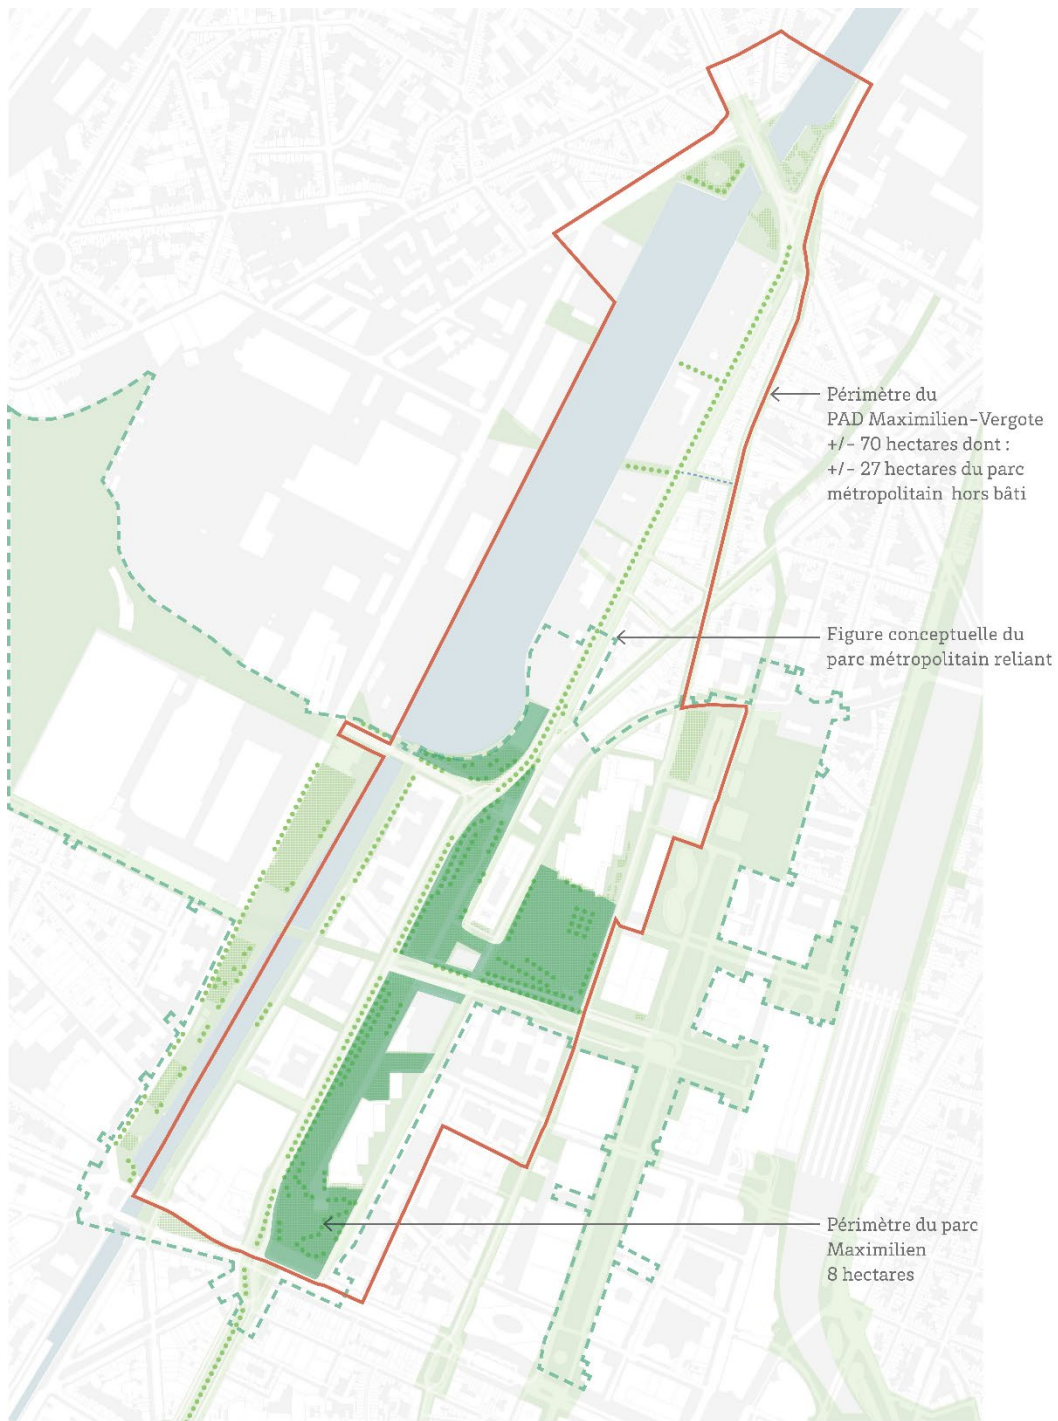 Périmètre du
PAD Maximilien-Vergote
+/- 70 hectares dont :
+/- 27 hectares du parc
métropolitain hors bâti
Figure conceptuelle du
parc métropolitain reliant
Périmètre du parc
Maximilien
8 hectares